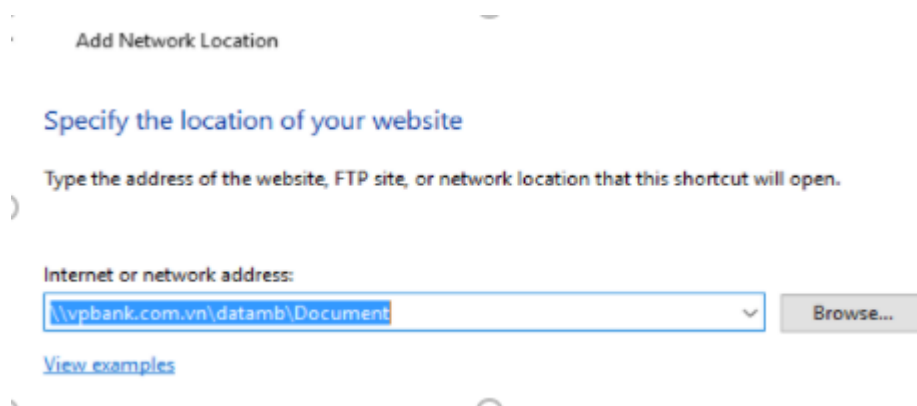 Add Network Location
Specify the location of your website
Type the address of the website, FTP site, or network location that this shortcut will open.
Internet or network address:
\\vpbank.com.vn\datamb\Document
Browse...
View examples